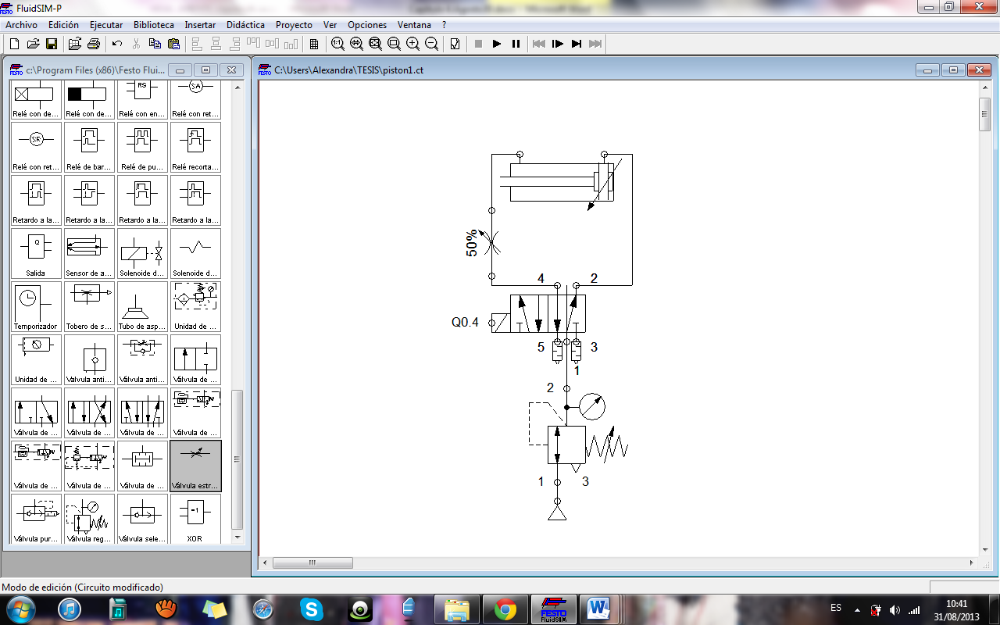 FluidSIM-P
Archivo Edición Ejecutar Biblioteca Insertar Didáctica Proyecto Ver Opciones Ventana ?
c:\Program Files (x86)\Festo Flui...
C:\Users\Alexandra\TESIS\piston1.ct
Relé con de... Relé con de... Relé con en... Relé con ret...
Relé con ret... Relé de bar... Relé de pu... Relé recorta...
Retardo a la... Retardo a la... Retardo a la... Retardo a la...
Salida Sensor de a... Solenoide d... Solenoide d...
Temporizador Tobero de s... Tubo de asp... Unidad de ...
Unidad de ... Válvula anti... Válvula anti... Válvula de ...
Válvula de ... Válvula de ... Válvula de ... Válvula de ...
Válvula de ... Válvula de ... Válvula de ... Válvula estr...
Válvula pur... Válvula reg... Válvula sele... XOR
RS
SA
SR
Q
=1
50%
4 2
Q0.4
5 3
1
2
1 3
Modo de edición (Circuito modificado)
FESTO
FluidSIM
ES
10:41
31/08/2013